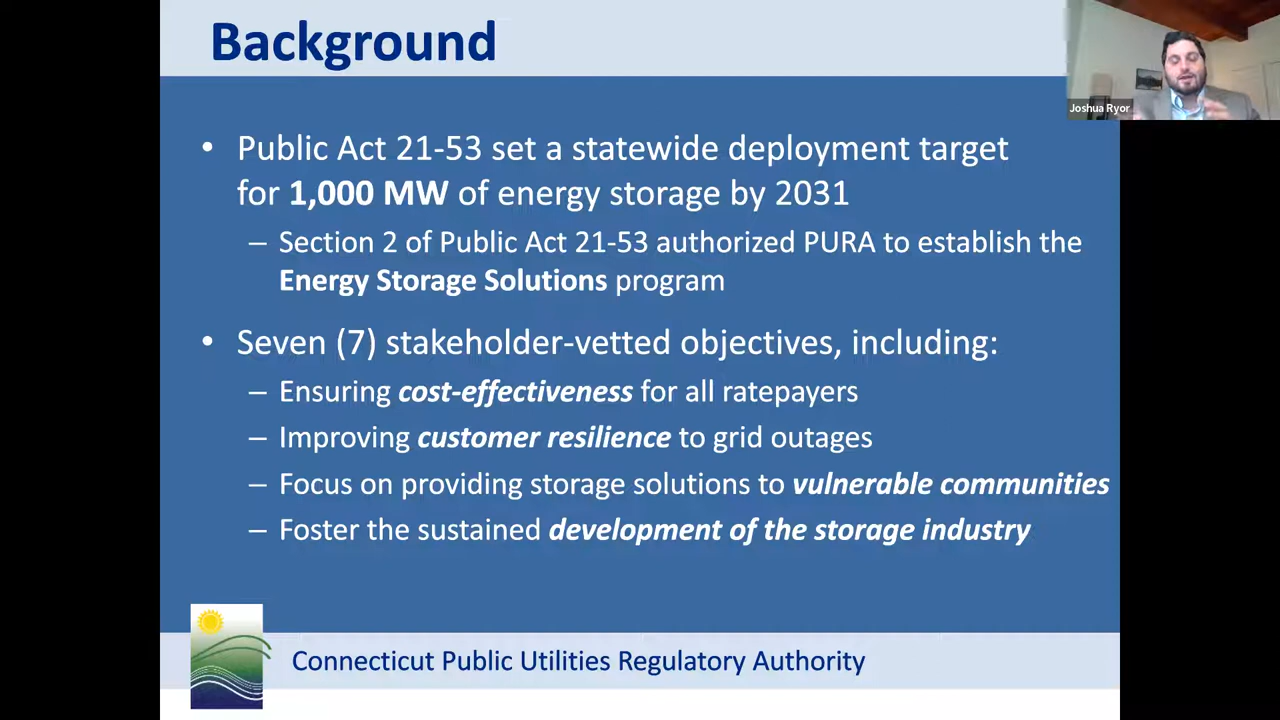 Background
Joshua Ryor
• Public Act 21-53 set a statewide deployment target
for 1,000 MW of energy storage by 2031
– Section 2 of Public Act 21-53 authorized PURA to establish the
Energy Storage Solutions program
• Seven (7) stakeholder-vetted objectives, including:
– Ensuring cost-effectiveness for all ratepayers
– Improving customer resilience to grid outages
– Focus on providing storage solutions to vulnerable communities
– Foster the sustained development of the storage industry
Connecticut Public Utilities Regulatory Authority